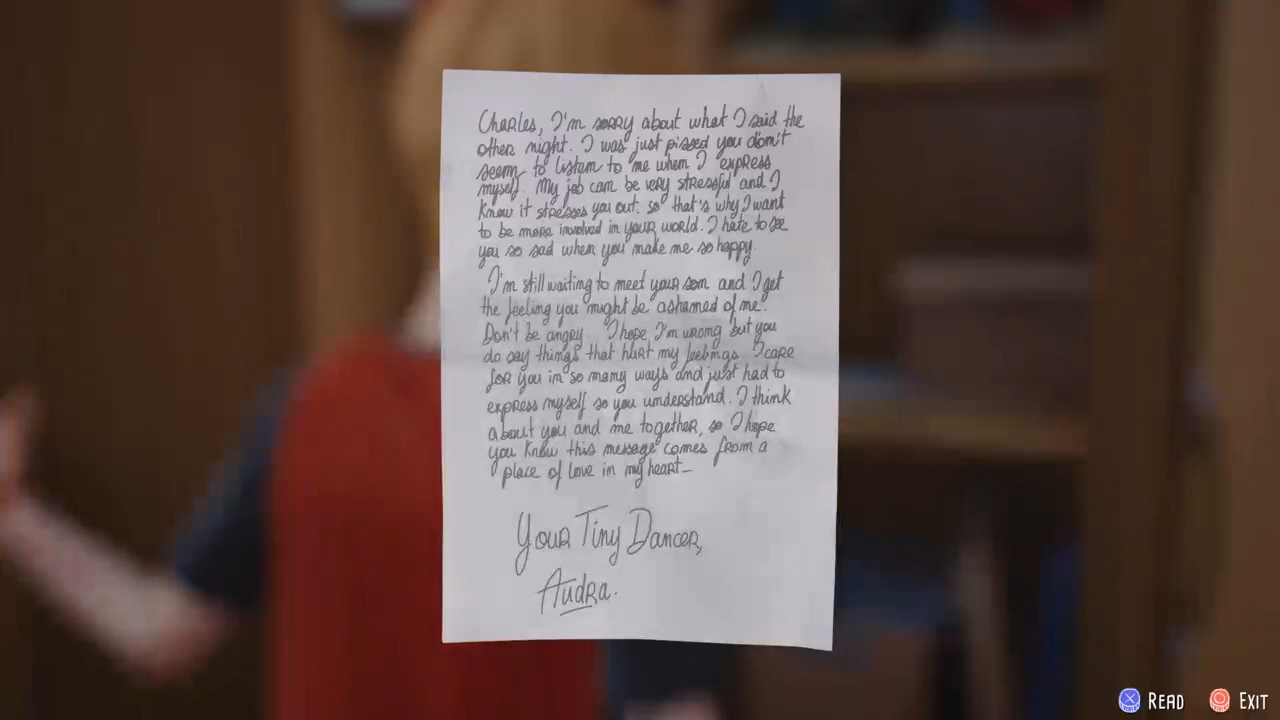 Charles, I'm sorry about what I said the
other night. I was just pissed you don't
seem to listen to me when I express
myself. My job can be very stressful and I
know it stresses you out, so that's why I want
to be more involved in your world. I hate to see
you so sad when you make me so happy.
I'm still waiting to meet your son and I get
the feeling you might be ashamed of me.
Don't be angry. I hope I'm wrong but you
do say things that hurt my feelings. I care
for you in so many ways and just had to
express myself so you understand. I think
about you and me together, so I hope
you know this message comes from a
place of love in my heart—
Your Tiny Dancer,
Audra.
READ
EXIT